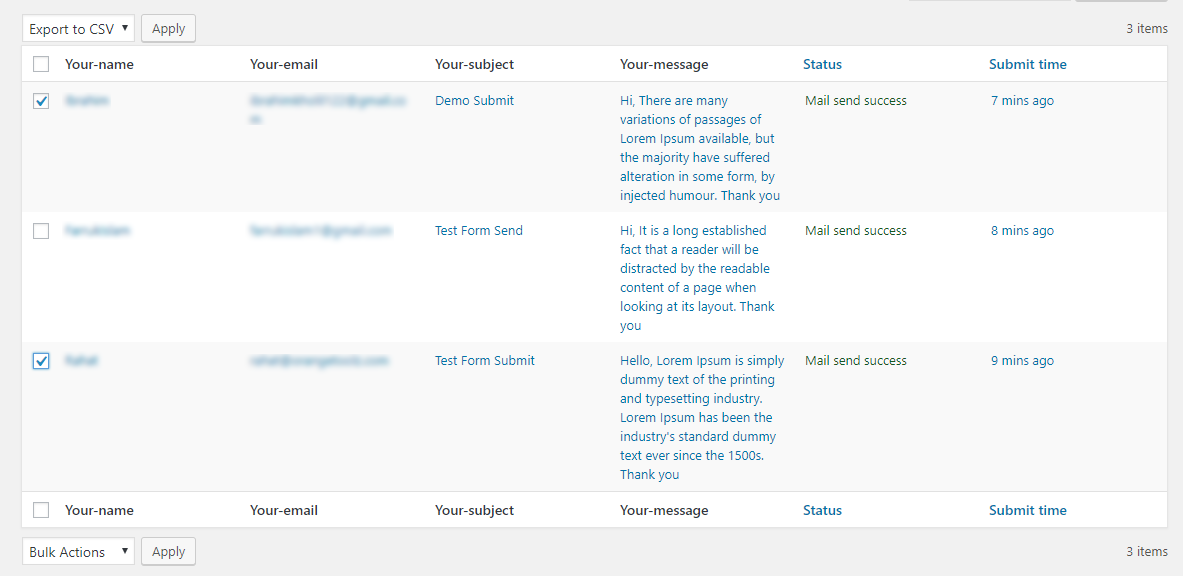 Export to CSV Apply 3 items
Your-name Your-email Your-subject Your-message Status Submit time
Demo Submit Hi, There are many Mail send success 7 mins ago
variations of passages of
Lorem Ipsum available, but
the majority have suffered
alteration in some form, by
injected humour. Thank you
Test Form Send Hi, It is a long established Mail send success 8 mins ago
fact that a reader will be
distracted by the readable
content of a page when
looking at its layout. Thank
you
Test Form Submit Hello, Lorem Ipsum is simply Mail send success 9 mins ago
dummy text of the printing
and typesetting industry.
Lorem Ipsum has been the
industry's standard dummy
text ever since the 1500s.
Thank you
Your-name Your-email Your-subject Your-message Status Submit time
Bulk Actions Apply 3 items